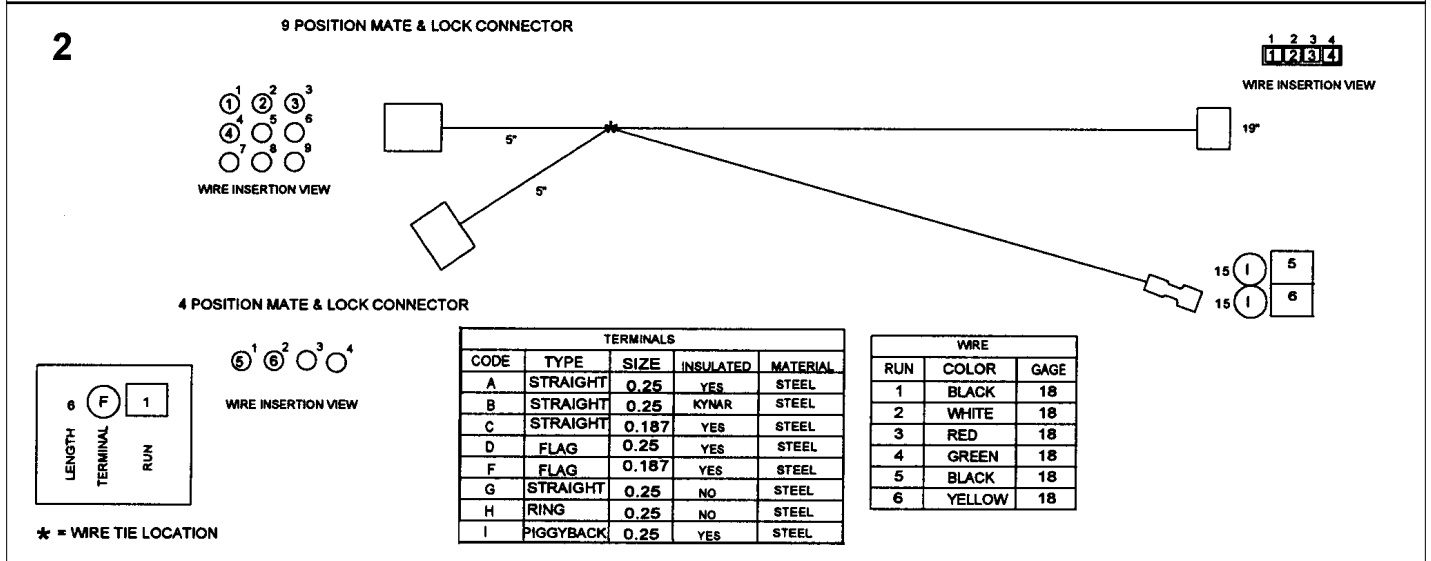 9 POSITION MATE & LOCK CONNECTOR
2
1 2 3 4
1 2 3 4
WIRE INSERTION VIEW
1 2 3
1 2 3
4 5 6
4
7 8 9
WIRE INSERTION VIEW
5"
19"
5"
15 I 5
15 I 6
4 POSITION MATE & LOCK CONNECTOR
1 2 3 4
5 6
WIRE INSERTION VIEW
6 F 1
LENGTH
TERMINAL
RUN
* = WIRE TIE LOCATION
TERMINALS
CODE TYPE SIZE INSULATED MATERIAL
A STRAIGHT 0.25 YES STEEL
B STRAIGHT 0.25 KYNAR STEEL
C STRAIGHT 0.187 YES STEEL
D FLAG 0.25 YES STEEL
F FLAG 0.187 YES STEEL
G STRAIGHT 0.25 NO STEEL
H RING 0.25 NO STEEL
I PIGGYBACK 0.25 YES STEEL
WIRE
RUN COLOR GAGE
1 BLACK 18
2 WHITE 18
3 RED 18
4 GREEN 18
5 BLACK 18
6 YELLOW 18